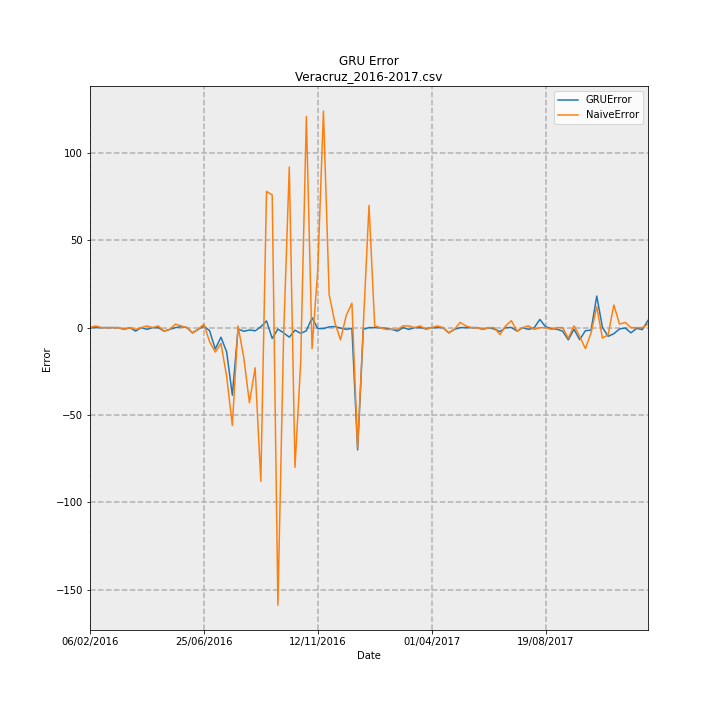 GRU Error
Veracruz_2016-2017.csv
GRUError
NaiveError
100
50
0
−50
−100
−150
Error
06/02/2016
25/06/2016
12/11/2016
01/04/2017
19/08/2017
Date